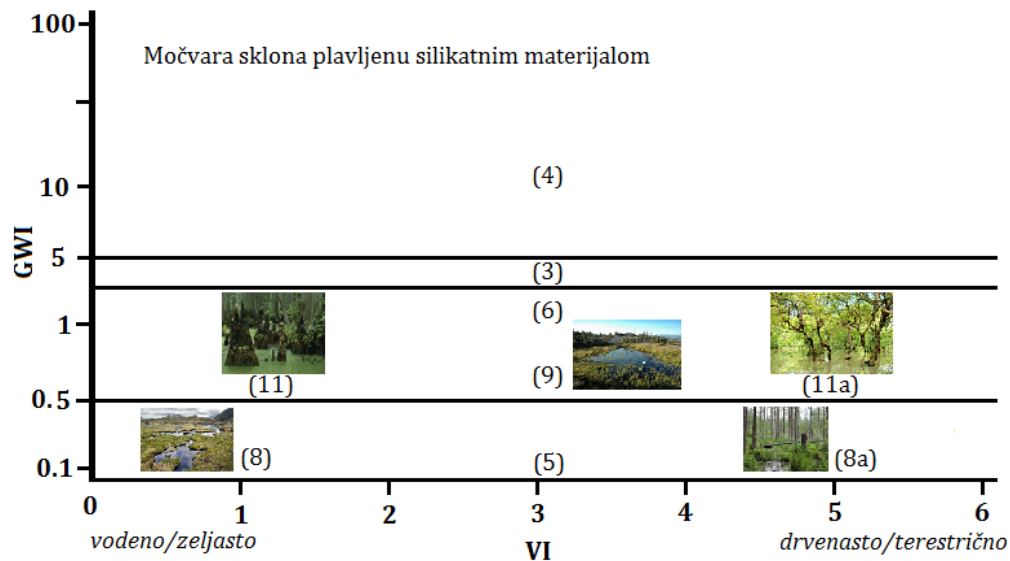 100
Močvara sklona plavljenu silikatnim materijalom
(4)
10
GWI
5
(3)
(6)
1
(9)
(11)
(11a)
0.5
(8)
(5)
(8a)
0.1
0 1 2 3 4 5 6
vodeno/zeljasto
VI
drvenasto/terestrično